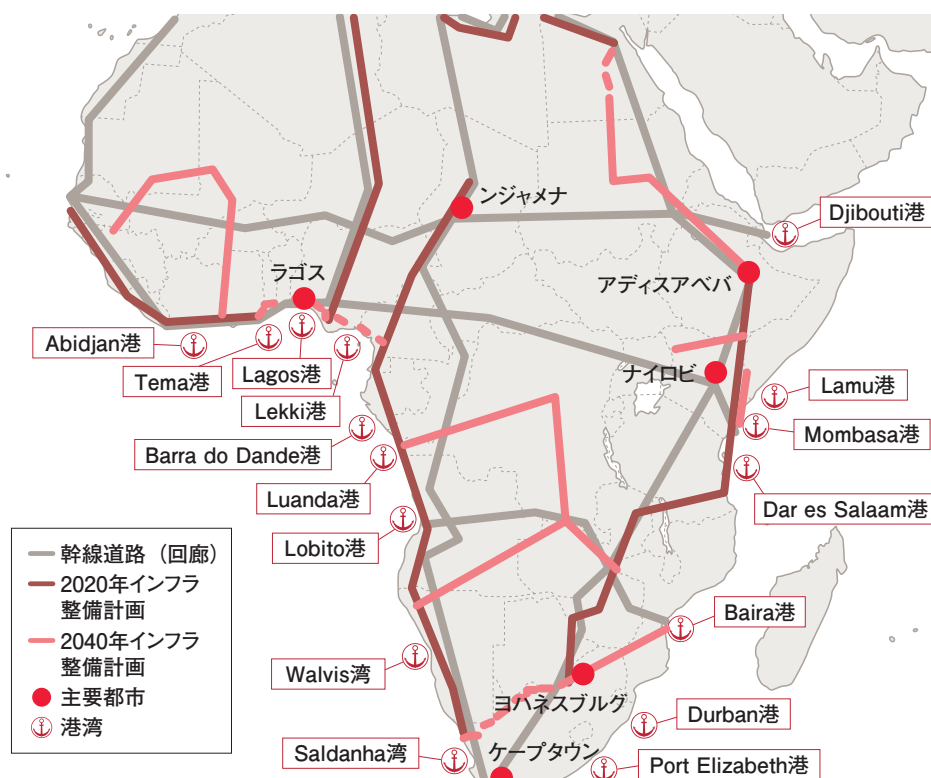 ンジャメナ
Djibouti港
ラゴス
アディスアベバ
Abidjan港
Tema港
Lagos港
Lekki港
ナイロビ
Lamu港
Mombasa港
Barra do Dande港
Luanda港
Dar es Salaam港
Lobito港
幹線道路（回廊）
2020年インフラ
整備計画
2040年インフラ
整備計画
主要都市
港湾
Baira港
Walvis湾
ヨハネスブルグ
Durban港
Saldanha湾
ケープタウン
Port Elizabeth港